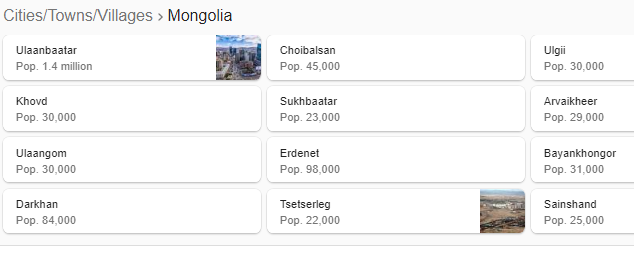 Cities/Towns/Villages › Mongolia
Ulaanbaatar
Pop. 1.4 million
Choibalsan
Pop. 45,000
Ulgii
Pop. 30,000
Khovd
Pop. 30,000
Sukhbaatar
Pop. 23,000
Arvaikheer
Pop. 29,000
Ulaangom
Pop. 30,000
Erdenet
Pop. 98,000
Bayankhongor
Pop. 31,000
Darkhan
Pop. 84,000
Tsetserleg
Pop. 22,000
Sainshand
Pop. 25,000